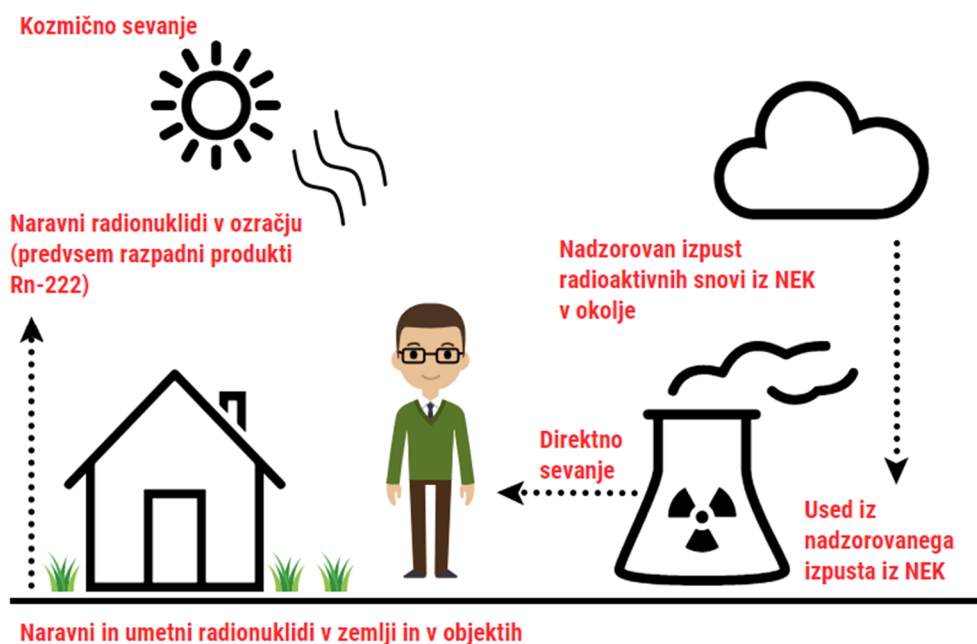 Kozmično sevanje
Naravni radionuklidi v ozračju
(predvsem razpadni produkti
Rn-222)
Nadzorovan izpust
radioaktivnih snovi iz NEK
v okolje
Direktno
sevanje
Used iz
nadzorovanega
izpusta iz NEK
Naravni in umetni radionuklidi v zemlji in v objektih